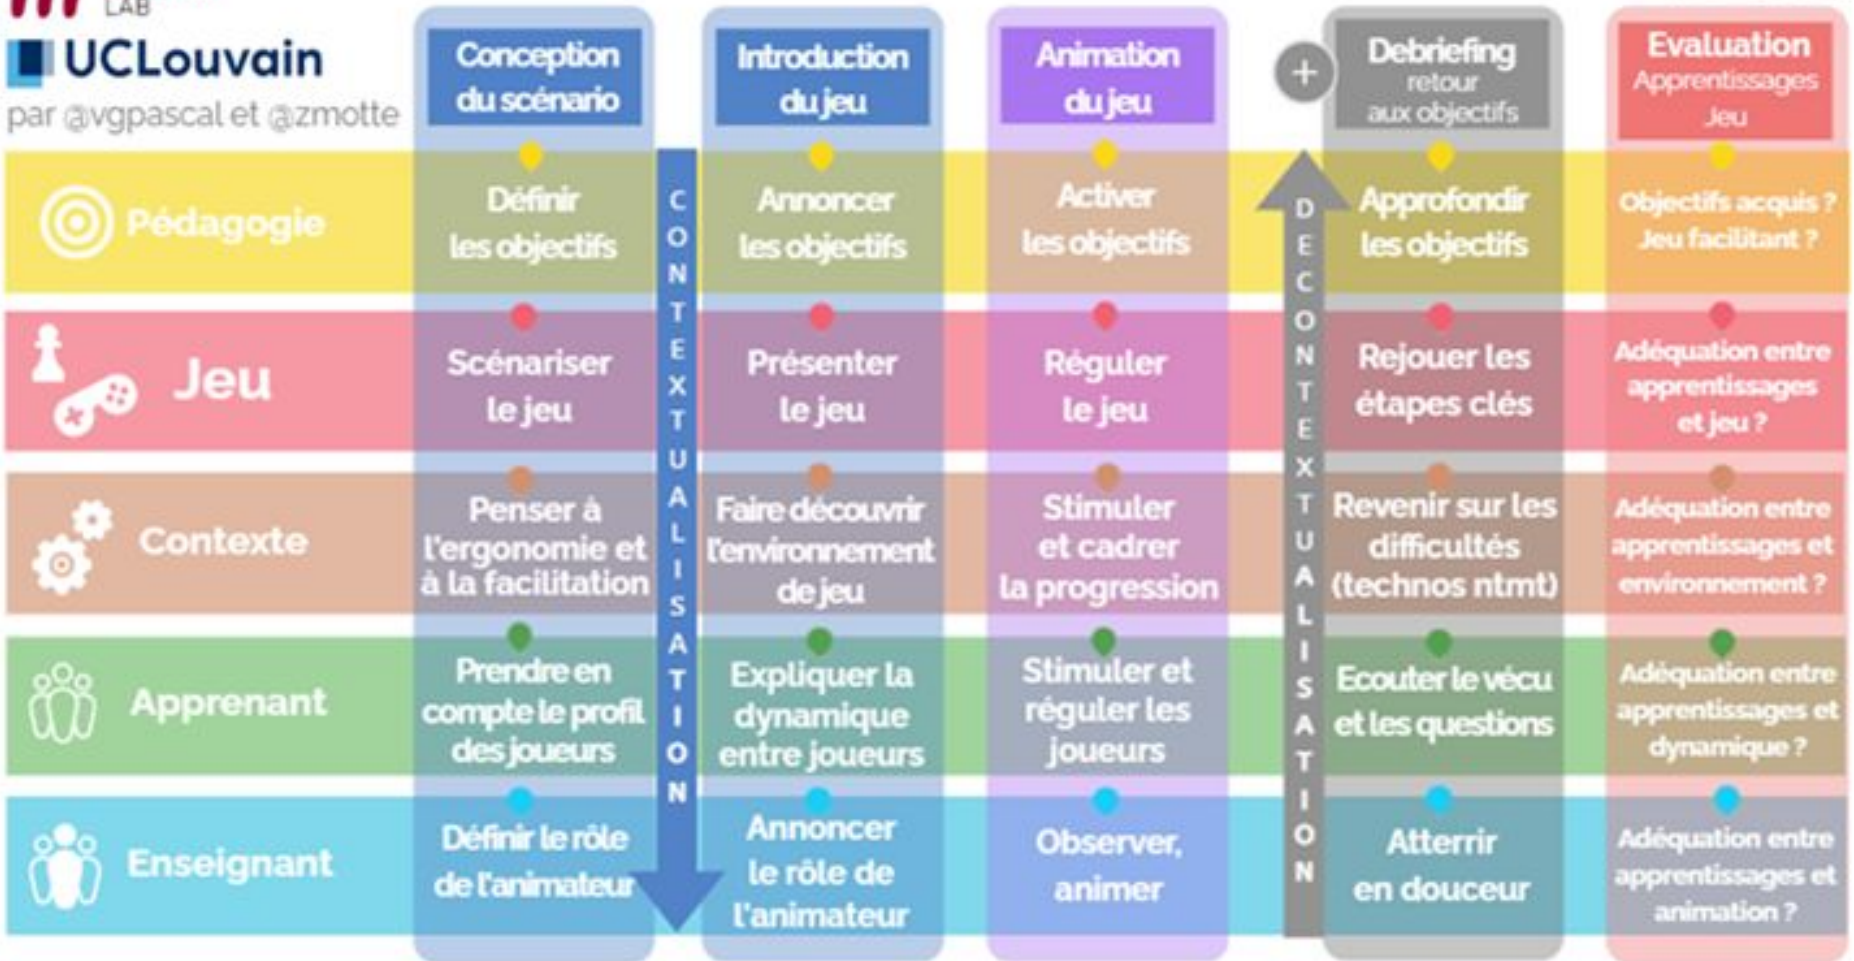 LAB
UCLouvain
par @vgpascal et @zmotte
Conception
du scénario
Introduction
du jeu
Animation
du jeu
+
Debriefing
retour
aux objectifs
Evaluation
Apprentissages
Jeu
CONTEXTUALISATION
DECONTEXTUALISATION
Pédagogie
Définir
les objectifs
Annoncer
les objectifs
Activer
les objectifs
Approfondir
les objectifs
Objectifs acquis ?
Jeu facilitant ?
Jeu
Scénariser
le jeu
Présenter
le jeu
Réguler
le jeu
Rejouer les
étapes clés
Adéquation entre
apprentissages
et jeu ?
Contexte
Penser à
l'ergonomie et
à la facilitation
Faire découvrir
l'environnement
de jeu
Stimuler
et cadrer
la progression
Revenir sur les
difficultés
(technos ntmt)
Adéquation entre
apprentissages et
environnement ?
Apprenant
Prendre en
compte le profil
des joueurs
Expliquer la
dynamique
entre joueurs
Stimuler et
réguler les
joueurs
Ecouter le vécu
et les questions
Adéquation entre
apprentissages et
dynamique ?
Enseignant
Définir le rôle
de l'animateur
Annoncer
le rôle de
l'animateur
Observer,
animer
Atterrir
en douceur
Adéquation entre
apprentissages et
animation ?